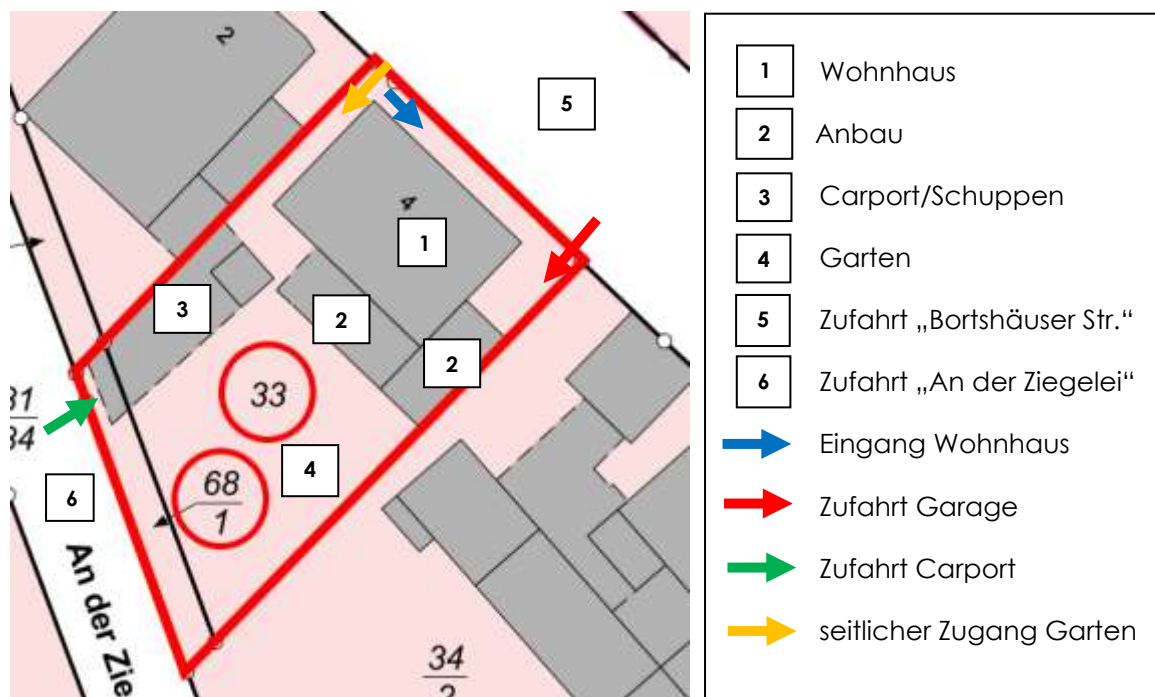 2
5
4
1
3
2
2
33
31
34
4
68
1
6
An der Zie
34
2
1 Wohnhaus
2 Anbau
3 Carport/Schuppen
4 Garten
5 Zufahrt „Bortshäuser Str.“
6 Zufahrt „An der Ziegelei“
Eingang Wohnhaus
Zufahrt Garage
Zufahrt Carport
seitlicher Zugang Garten